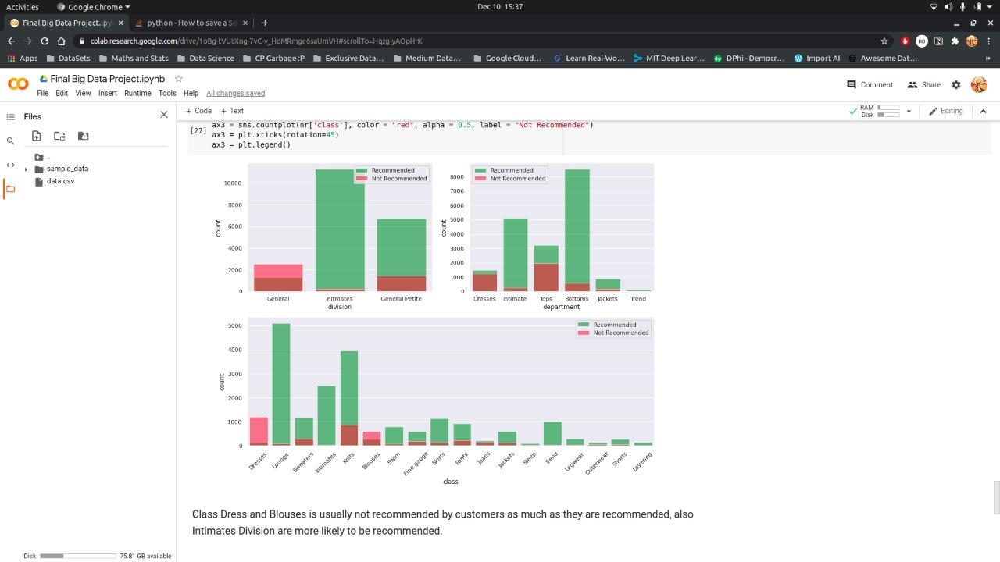 Activities
Google Chrome
Dec 10 15:37
Final Big Data Project.ipy
python - How to save a Se
colab.research.google.com/drive/1oBg-tVUtXng-7vC-v_HdMRmge6saUmVH#scrollTo=Hqzg-yAOpHrK
Apps DataSets Maths and Stats Data Science CP Garbage :P Exclusive Data... Medium Data... Google Cloud... Learn Real-Wo... MIT Deep Lear... DPhi - Democr... Import AI Awesome Dat... »
Final Big Data Project.ipynb
Comment Share
File Edit View Insert Runtime Tools Help All changes saved
Files
+ Code + Text
RAM
Disk
Editing
..
sample_data
data.csv
[27]
ax3 = sns.countplot(nr['class'], color = "red", alpha = 0.5, label = "Not Recommended")
ax3 = plt.xticks(rotation=45)
ax3 = plt.legend()
Recommended
Not Recommended
10000
8000
6000
4000
2000
0
count
General Initmates General Petite
division
Recommended
Not Recommended
8000
7000
6000
5000
4000
3000
2000
1000
0
count
Dresses Intimate Tops Bottoms Jackets Trend
department
Recommended
Not Recommended
5000
4000
3000
2000
1000
0
count
Dresses Lounge Sweaters Intimates Knits Blouses Swim Fine gauge Skirts Pants Jeans Jackets Sleep Trend Legwear Outerwear Shorts Layering
class
Class Dress and Blouses is usually not recommended by customers as much as they are recommended, also
Intimates Division are more likely to be recommended.
Disk 75.81 GB available